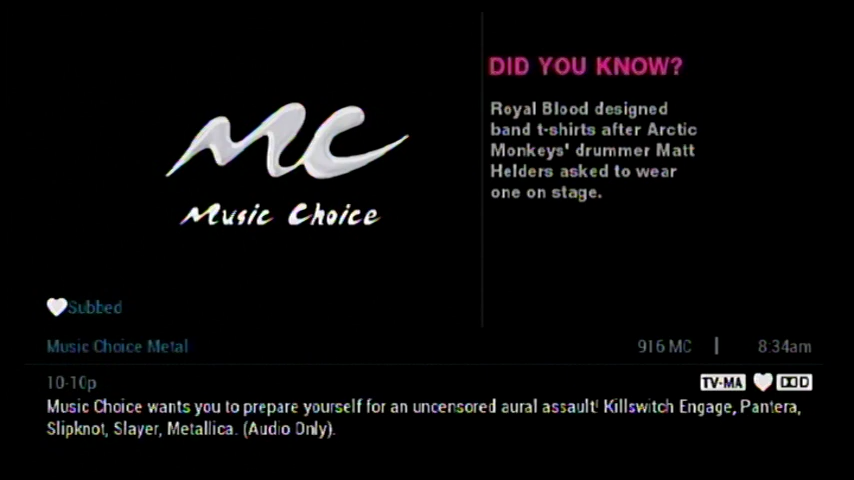 MC
Music Choice
DID YOU KNOW?
Royal Blood designed
band t-shirts after Arctic
Monkeys' drummer Matt
Helders asked to wear
one on stage.
Subbed
Music Choice Metal
916 MC
8:34am
10-10p
TV-MA
Music Choice wants you to prepare yourself for an uncensored aural assault! Killswitch Engage, Pantera,
Slipknot, Slayer, Metallica. (Audio Only).